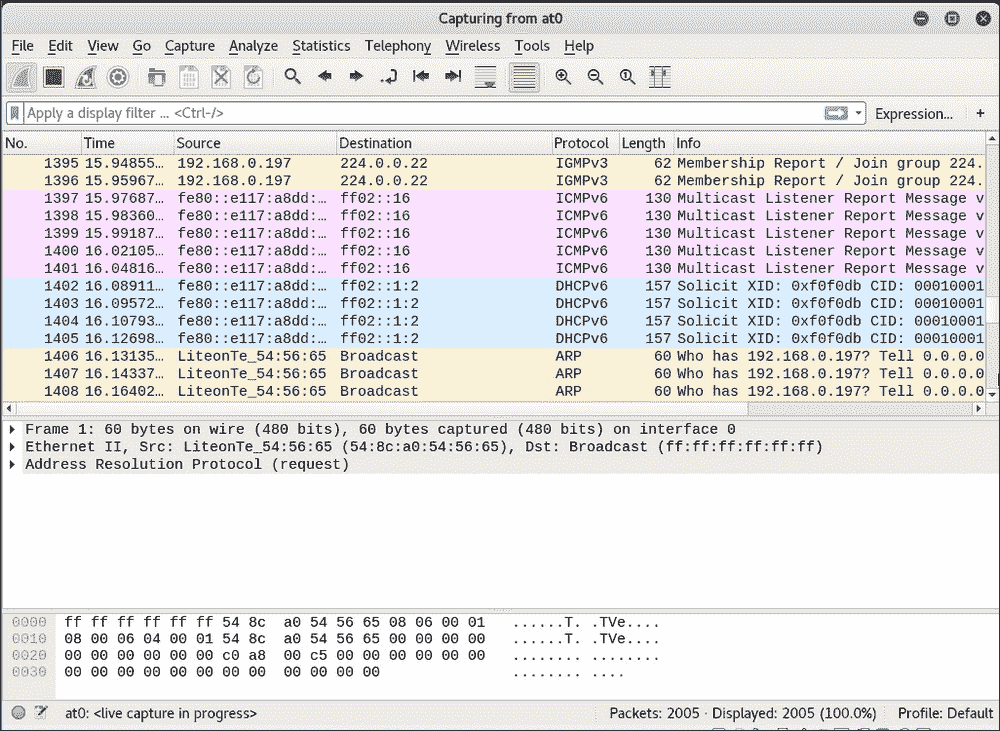 Capturing from at0
File Edit View Go Capture Analyze Statistics Telephony Wireless Tools Help
Apply a display filter ... <Ctrl-/> Expression... +
No. Time Source Destination Protocol Length Info
1395 15.94855... 192.168.0.197 224.0.0.22 IGMPv3 62 Membership Report / Join group 224.
1396 15.95967... 192.168.0.197 224.0.0.22 IGMPv3 62 Membership Report / Join group 224.
1397 15.97687... fe80::e117:a8dd:... ff02::16 ICMPv6 130 Multicast Listener Report Message v
1398 15.98360... fe80::e117:a8dd:... ff02::16 ICMPv6 130 Multicast Listener Report Message v
1399 15.99187... fe80::e117:a8dd:... ff02::16 ICMPv6 130 Multicast Listener Report Message v
1400 16.02105... fe80::e117:a8dd:... ff02::16 ICMPv6 130 Multicast Listener Report Message v
1401 16.04816... fe80::e117:a8dd:... ff02::16 ICMPv6 130 Multicast Listener Report Message v
1402 16.08911... fe80::e117:a8dd:... ff02::1:2 DHCPv6 157 Solicit XID: 0xf0f0db CID: 00010001
1403 16.09572... fe80::e117:a8dd:... ff02::1:2 DHCPv6 157 Solicit XID: 0xf0f0db CID: 00010001
1404 16.10793... fe80::e117:a8dd:... ff02::1:2 DHCPv6 157 Solicit XID: 0xf0f0db CID: 00010001
1405 16.12698... fe80::e117:a8dd:... ff02::1:2 DHCPv6 157 Solicit XID: 0xf0f0db CID: 00010001
1406 16.13135... LiteonTe_54:56:65 Broadcast ARP 60 Who has 192.168.0.197? Tell 0.0.0.0
1407 16.14337... LiteonTe_54:56:65 Broadcast ARP 60 Who has 192.168.0.197? Tell 0.0.0.0
1408 16.16402... LiteonTe_54:56:65 Broadcast ARP 60 Who has 192.168.0.197? Tell 0.0.0.0
Frame 1: 60 bytes on wire (480 bits), 60 bytes captured (480 bits) on interface 0
Ethernet II, Src: LiteonTe_54:56:65 (54:8c:a0:54:56:65), Dst: Broadcast (ff:ff:ff:ff:ff:ff)
Address Resolution Protocol (request)
0000 ff ff ff ff ff ff 54 8c a0 54 56 65 08 06 00 01 ......T. .TVe....
0010 08 00 06 04 00 01 54 8c a0 54 56 65 00 00 00 00 ......T. .TVe....
0020 00 00 00 00 00 00 c0 a8 00 c5 00 00 00 00 00 00 ........ ........
0030 00 00 00 00 00 00 00 00 00 00 00 00 ........ ....
at0: <live capture in progress> Packets: 2005 · Displayed: 2005 (100.0%) Profile: Default